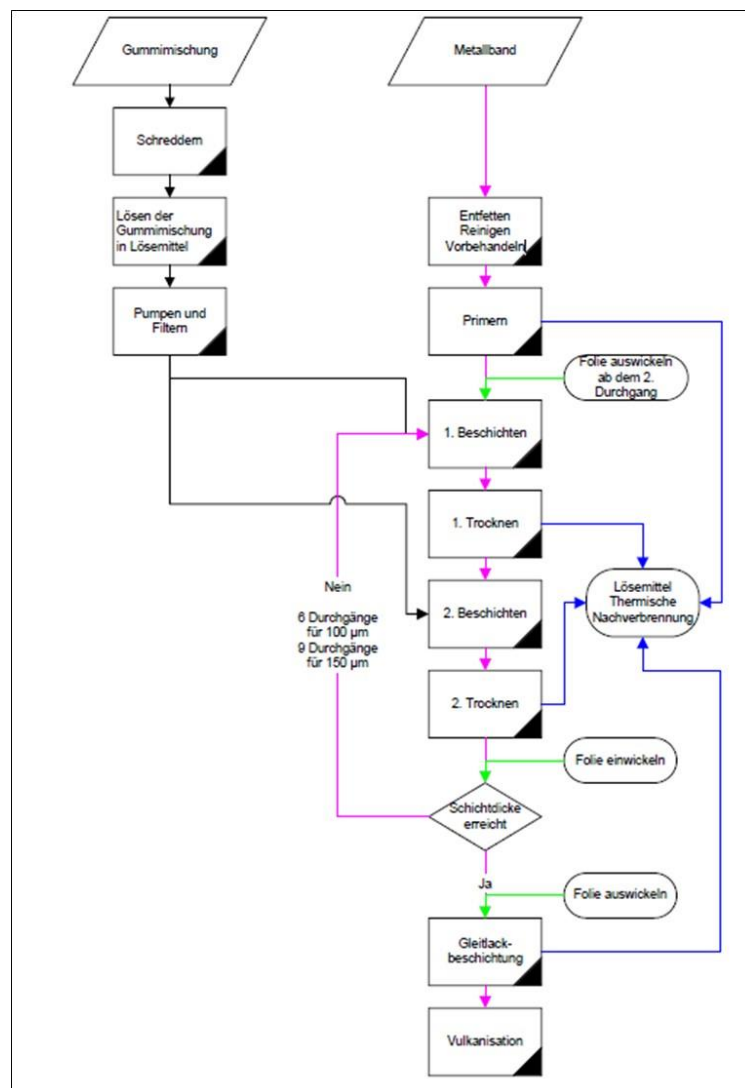 Gummimischung
Metallband
Schreddern
Lösen der
Gummimischung
in Lösemittel
Entfetten
Reinigen
Vorbehandeln
Pumpen und
Filtern
Primern
Folie auswickeln
ab dem 2.
Durchgang
1. Beschichten
1. Trocknen
Nein
6 Durchgänge
für 100 µm
9 Durchgänge
für 150 µm
2. Beschichten
Lösemittel
Thermische
Nachverbrennung
2. Trocknen
Folie einwickeln
Schichtdicke
erreicht
Ja
Folie auswickeln
Gleitlack-
beschichtung
Vulkanisation